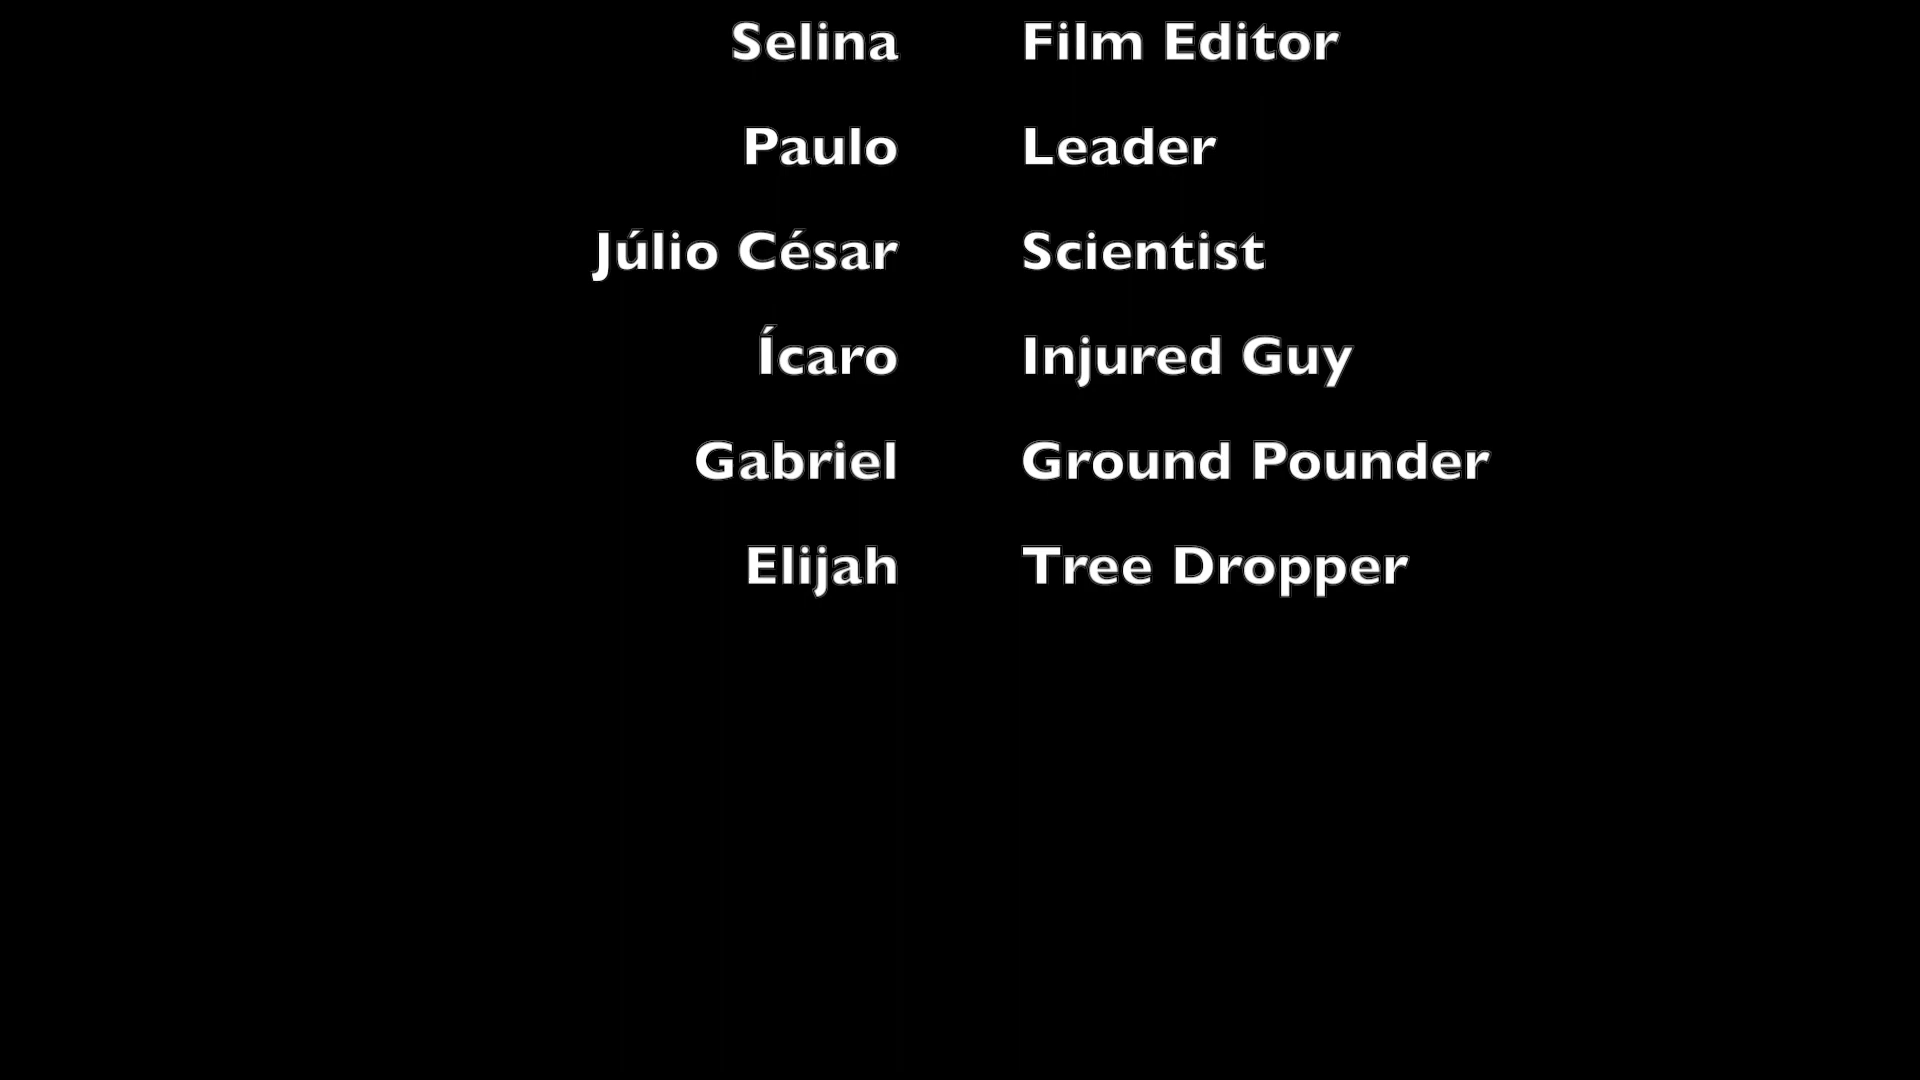 Selina Film Editor
Paulo Leader
Júlio César Scientist
Ícaro Injured Guy
Gabriel Ground Pounder
Elijah Tree Dropper